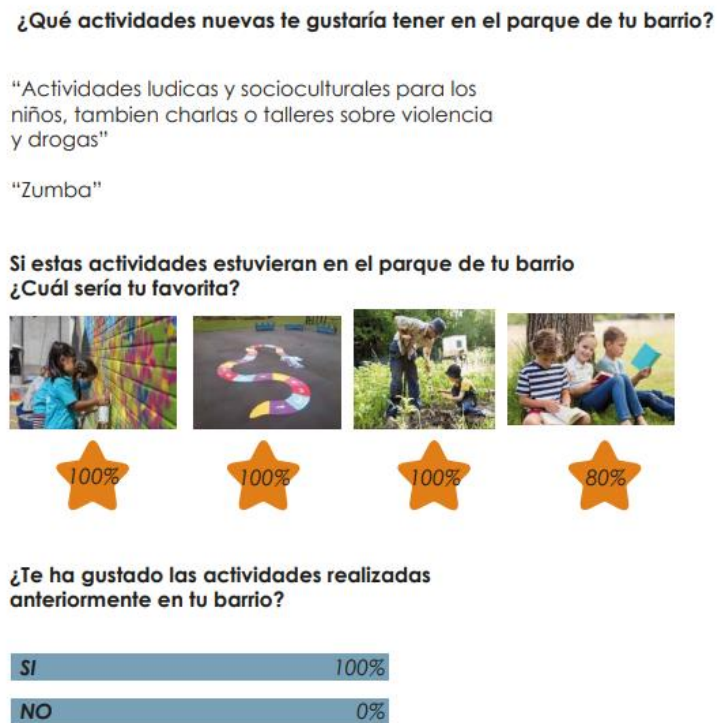 ¿Qué actividades nuevas te gustaría tener en el parque de tu barrio?
“Actividades ludicas y socioculturales para los
niños, tambien charlas o talleres sobre violencia
y drogas”
“Zumba”
Si estas actividades estuvieran en el parque de tu barrio
¿Cuál sería tu favorita?
100%
100%
100%
80%
¿Te ha gustado las actividades realizadas
anteriormente en tu barrio?
SI 100%
NO 0%